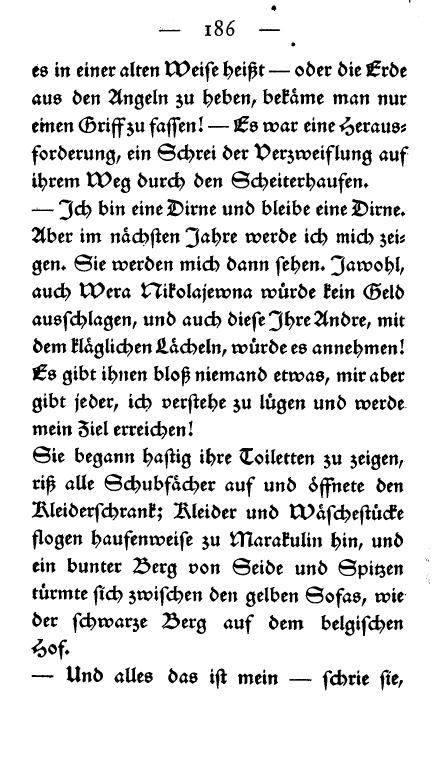 — 186 —
es in einer alten Weise heißt — oder die Erde
aus den Angeln zu heben, bekäme man nur
einen Griff zu fassen! — Es war eine Heraus-
forderung, ein Schrei der Verzweiflung auf
ihrem Weg durch den Scheiterhaufen.
— Ich bin eine Dirne und bleibe eine Dirne.
Aber im nächsten Jahre werde ich mich zei-
gen. Sie werden mich dann sehen. Jawohl,
auch Wera Nikolajewna würde kein Geld
ausschlagen, und auch diese Ihre Andre, mit
dem kläglichen Lächeln, würde es annehmen!
Es gibt ihnen bloß niemand etwas, mir aber
gibt jeder, ich verstehe zu lügen und werde
mein Ziel erreichen!
Sie begann hastig ihre Toiletten zu zeigen,
riß alle Schubfächer auf und öffnete den
Kleiderschrank; Kleider und Wäschestücke
flogen haufenweise zu Marakulin hin, und
ein bunter Berg von Seide und Spitzen
türmte sich zwischen den gelben Sofas, wie
der schwarze Berg auf dem belgischen
Hof.
— Und alles das ist mein — schrie sie,